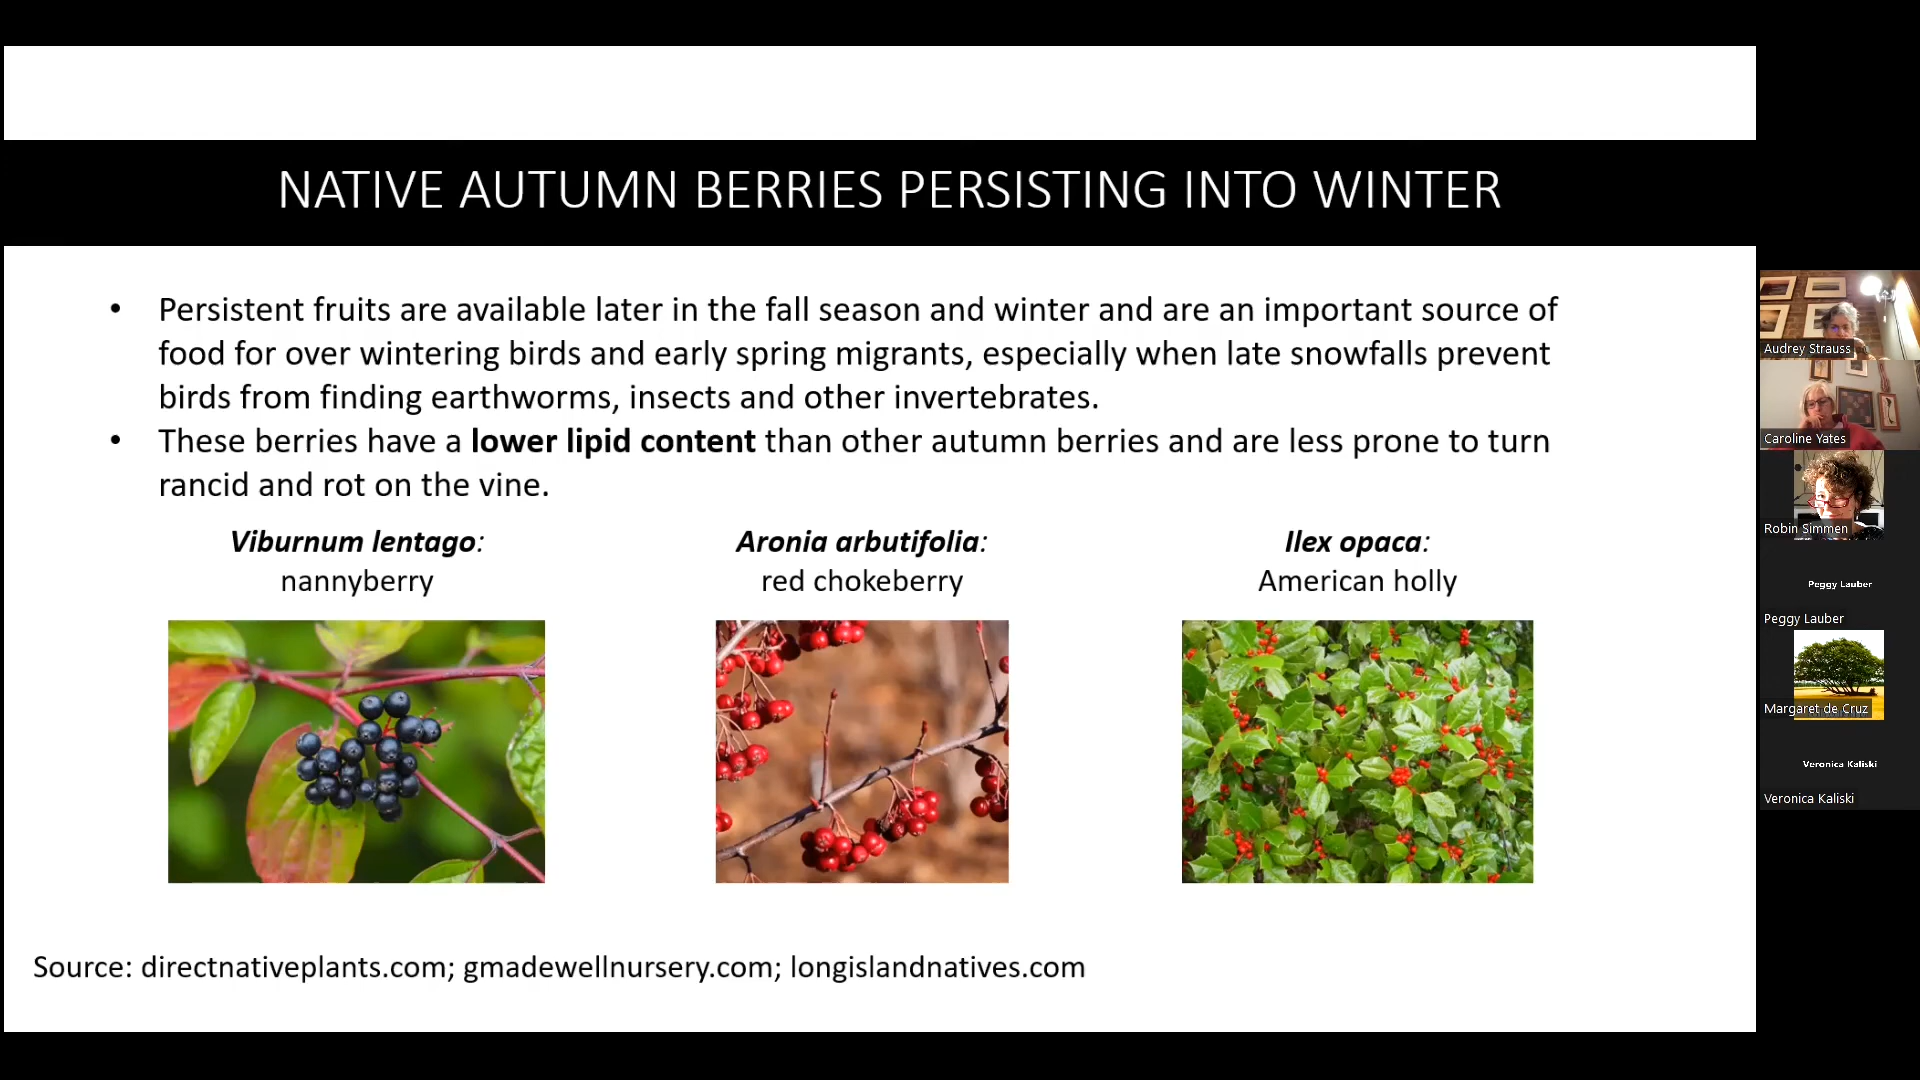 NATIVE AUTUMN BERRIES PERSISTING INTO WINTER
• Persistent fruits are available later in the fall season and winter and are an important source of
food for over wintering birds and early spring migrants, especially when late snowfalls prevent
birds from finding earthworms, insects and other invertebrates.
• These berries have a lower lipid content than other autumn berries and are less prone to turn
rancid and rot on the vine.
Viburnum lentago:
nannyberry
Aronia arbutifolia:
red chokeberry
Ilex opaca:
American holly
Source: directnativeplants.com; gmadewellnursery.com; longislandnatives.com
Audrey Strauss
Caroline Yates
Robin Simmen
Peggy Lauber
Peggy Lauber
Margaret de Cruz
Veronica Kaliski
Veronica Kaliski